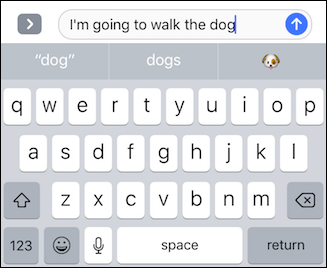 I'm going to walk the dog
“dog” dogs 🐶
q w e r t y u i o p
a s d f g h j k l
z x c v b n m
123 space return